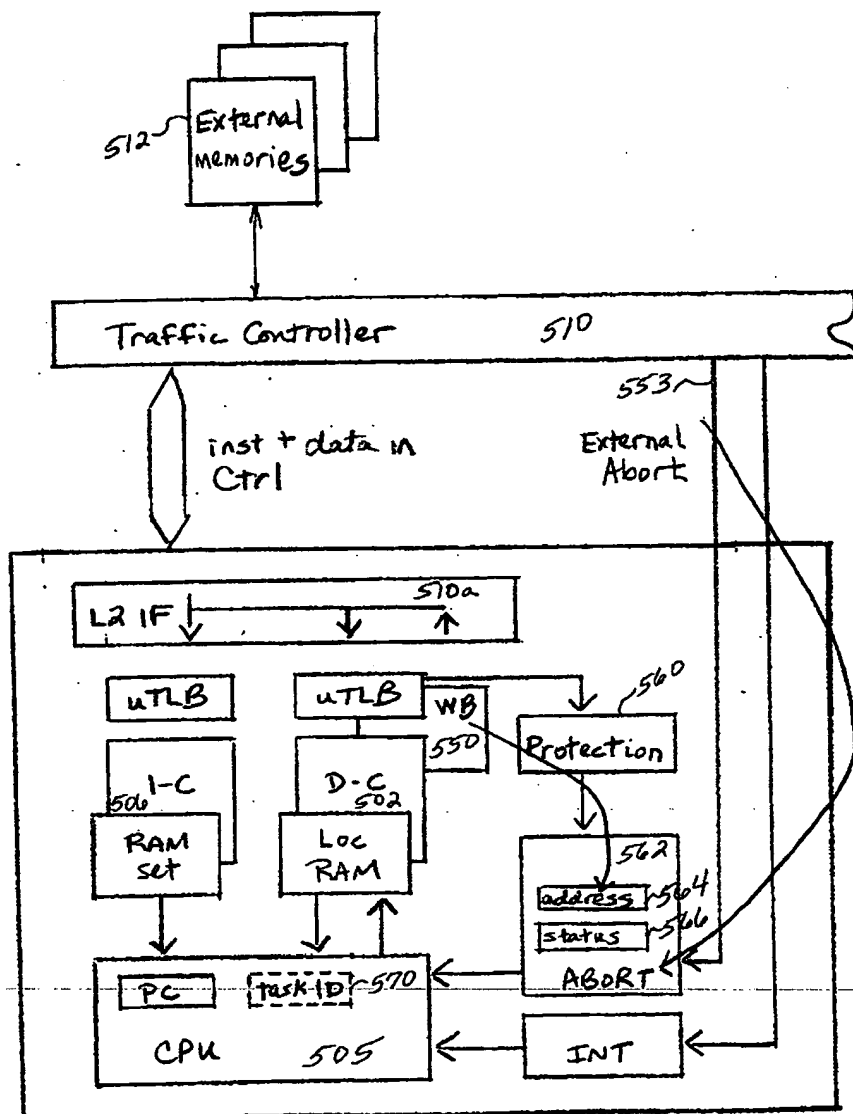 External
memories
512
Traffic Controller 510
553
inst + data in
Ctrl
External
Abort
L2 IF
510a
uTLB
uTLB
WB
550
560
Protection
I-C
506
RAM
set
D-C
502
Loc
RAM
562
address
564
status
566
ABORT
PC
task ID
570
CPU 505
INT